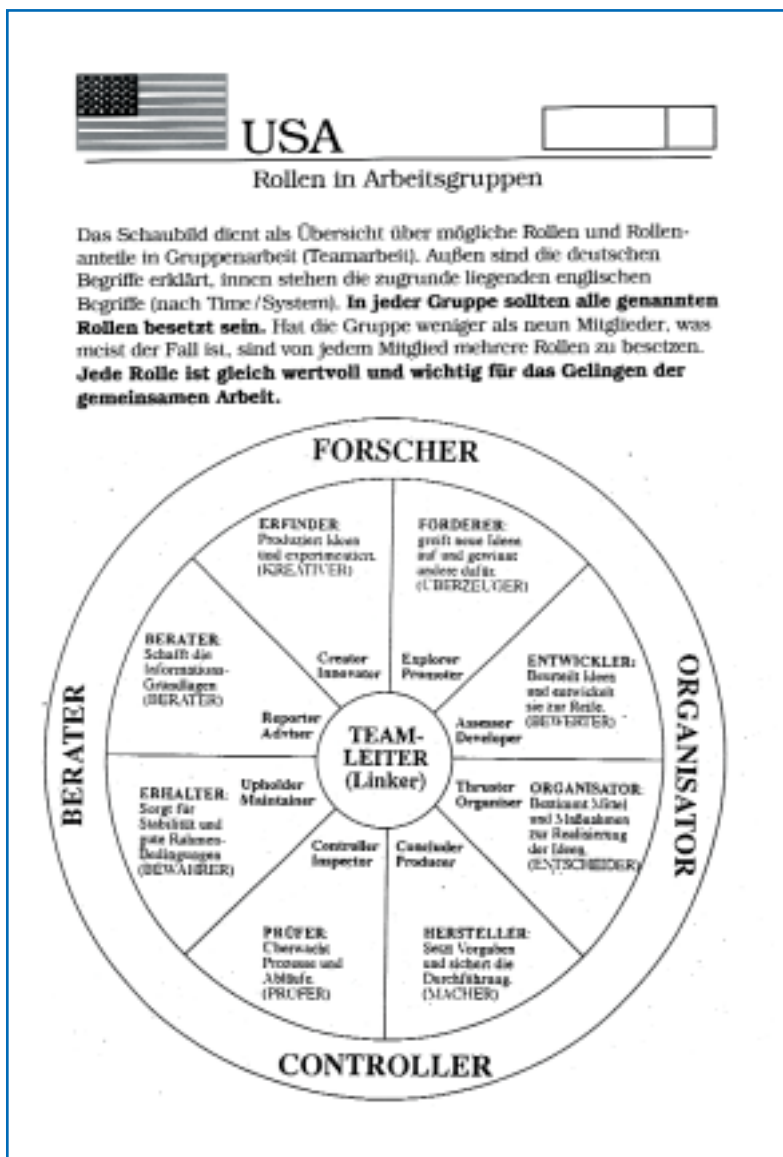 USA
Rollen in Arbeitsgruppen
Das Schaubild dient als Übersicht über mögliche Rollen und Rollen-
anteile in Gruppenarbeit (Teamarbeit). Außen sind die deutschen
Begriffe erklärt, innen stehen die zugrunde liegenden englischen
Begriffe (nach Time/System). In jeder Gruppe sollten alle genannten
Rollen besetzt sein. Hat die Gruppe weniger als neun Mitglieder, was
meist der Fall ist, sind von jedem Mitglied mehrere Rollen zu besetzen.
Jede Rolle ist gleich wertvoll und wichtig für das Gelingen der
gemeinsamen Arbeit.
FORSCHER
ERFINDER:
Produziert Ideen
und experimentiert.
(KREATIVER)
FÖRDERER:
greift neue Ideen
auf und gewinnt
andere dafür.
(ÜBERZEUGER)
BERATER:
Schafft die
Informations-
Grundlagen
(BERATER)
Creator
Innovator
Explorer
Promoter
ENTWICKLER:
Beurteilt Ideen
und entwickelt
sie zur Reife.
(BEWERTER)
Reporter
Adviser
Assessor
Developer
BERATER
TEAM-
LEITER
(Linker)
ORGANISATOR
ERHALTER:
Sorgt für
Stabilität und
gute Rahmen-
Bedingungen
(BEWAHRER)
Upholder
Maintainer
Thruster
Organiser
ORGANISATOR:
Bestimmt Mittel
und Maßnahmen
zur Realisierung
der Ideen.
(ENTSCHEIDER)
Controller
Inspector
Concluder
Producer
PRÜFER:
Überwacht
Prozesse und
Abläufe.
(PRÜFER)
HERSTELLER:
Setzt Vorgaben
und sichert die
Durchführung.
(MACHER)
CONTROLLER